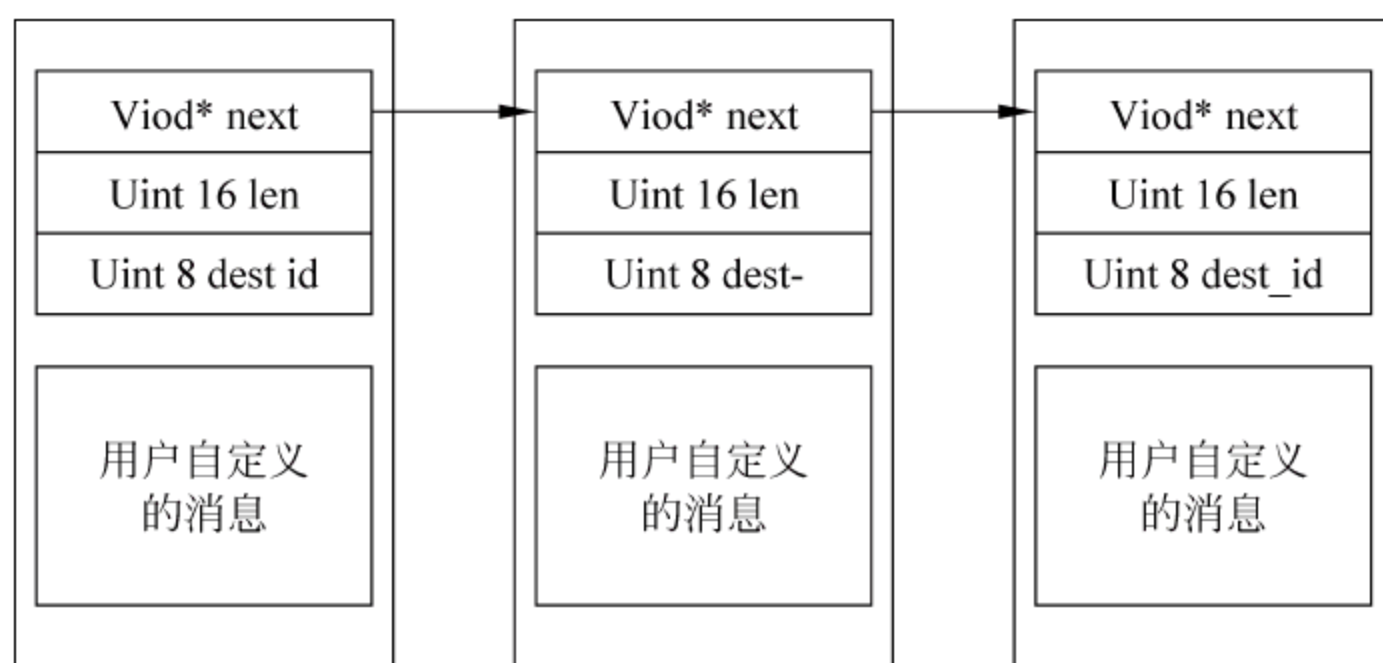 Viod* next
Uint 16 len
Uint 8 dest id
用户自定义
的消息
Viod* next
Uint 16 len
Uint 8 dest-
用户自定义
的消息
Viod* next
Uint 16 len
Uint 8 dest_id
用户自定义
的消息